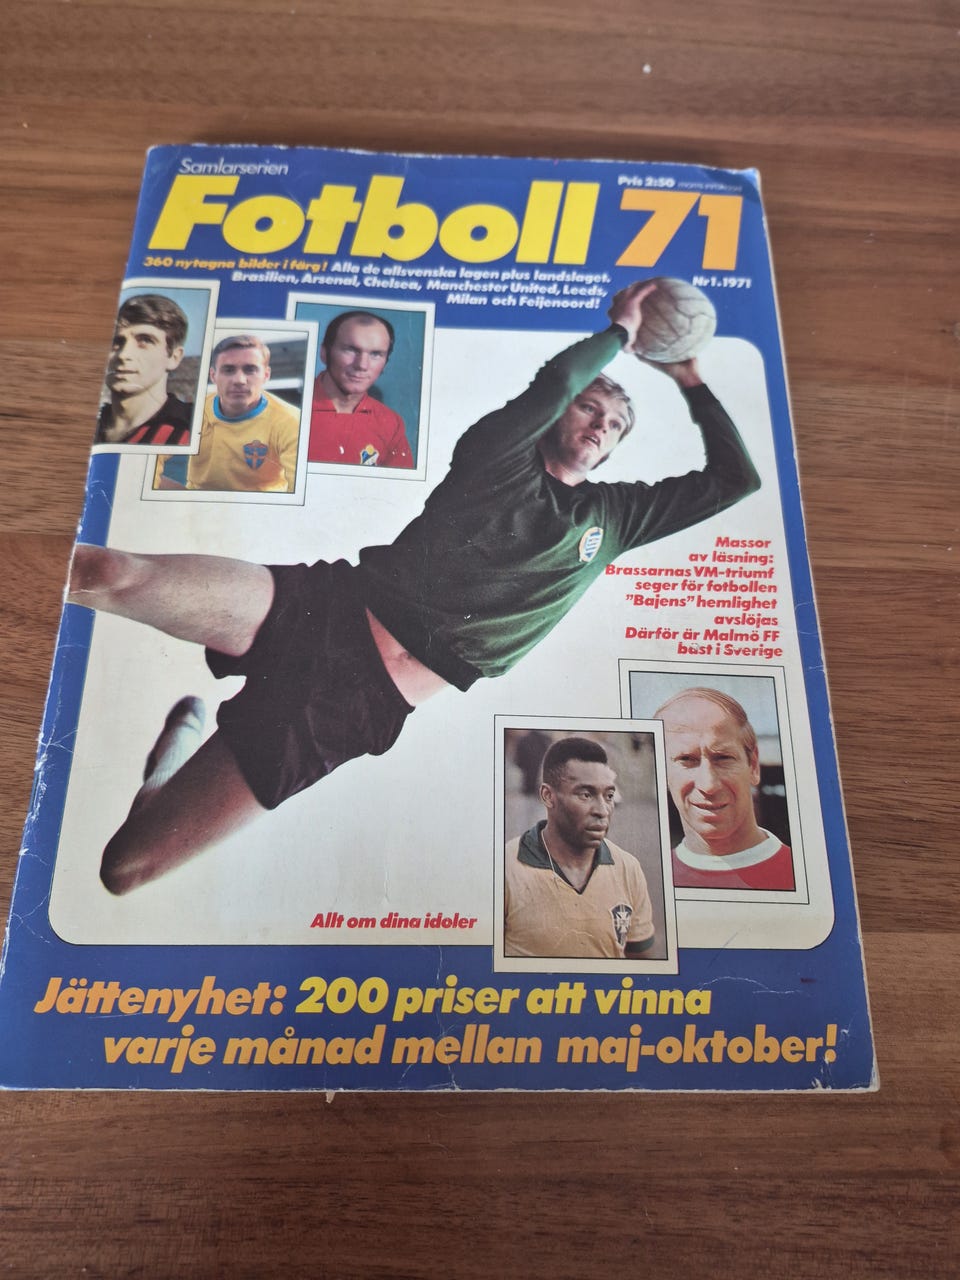 Samlarserien
Fotboll 71
Pris 2:50
360 nytagna bilder i färg! Alla de allsvenska lagen plus landslaget,
Brasilien, Arsenal, Chelsea, Manchester United, Leeds,
Milan och Feijenoord!
Nr 1.1971
Massor
av läsning:
Brassarnas VM-triumf
seger för fotbollen
"Bajens" hemlighet
avslöjas
Därför är Malmö FF
bäst i Sverige
Allt om dina idoler
Jättenyhet: 200 priser att vinna
varje månad mellan maj-oktober!